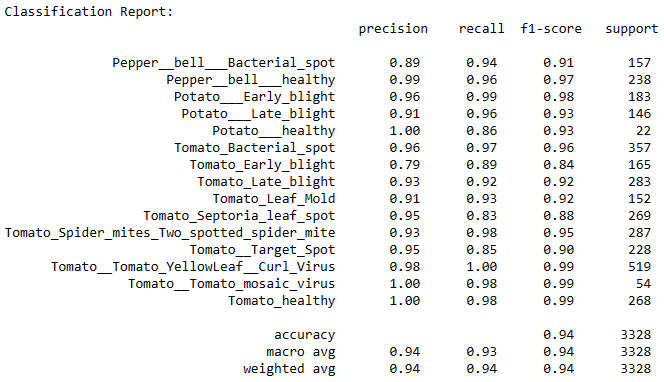 Classification Report:
precision recall f1-score support
Pepper__bell___Bacterial_spot 0.89 0.94 0.91 157
Pepper__bell___healthy 0.99 0.96 0.97 238
Potato___Early_blight 0.96 0.99 0.98 183
Potato___Late_blight 0.91 0.96 0.93 146
Potato___healthy 1.00 0.86 0.93 22
Tomato_Bacterial_spot 0.96 0.97 0.96 357
Tomato_Early_blight 0.79 0.89 0.84 165
Tomato_Late_blight 0.93 0.92 0.92 283
Tomato_Leaf_Mold 0.91 0.93 0.92 152
Tomato_Septoria_leaf_spot 0.95 0.83 0.88 269
Tomato_Spider_mites_Two_spotted_spider_mite 0.93 0.98 0.95 287
Tomato__Target_Spot 0.95 0.85 0.90 228
Tomato__Tomato_YellowLeaf__Curl_Virus 0.98 1.00 0.99 519
Tomato__Tomato_mosaic_virus 1.00 0.98 0.99 54
Tomato_healthy 1.00 0.98 0.99 268
accuracy 0.94 3328
macro avg 0.94 0.93 0.94 3328
weighted avg 0.94 0.94 0.94 3328